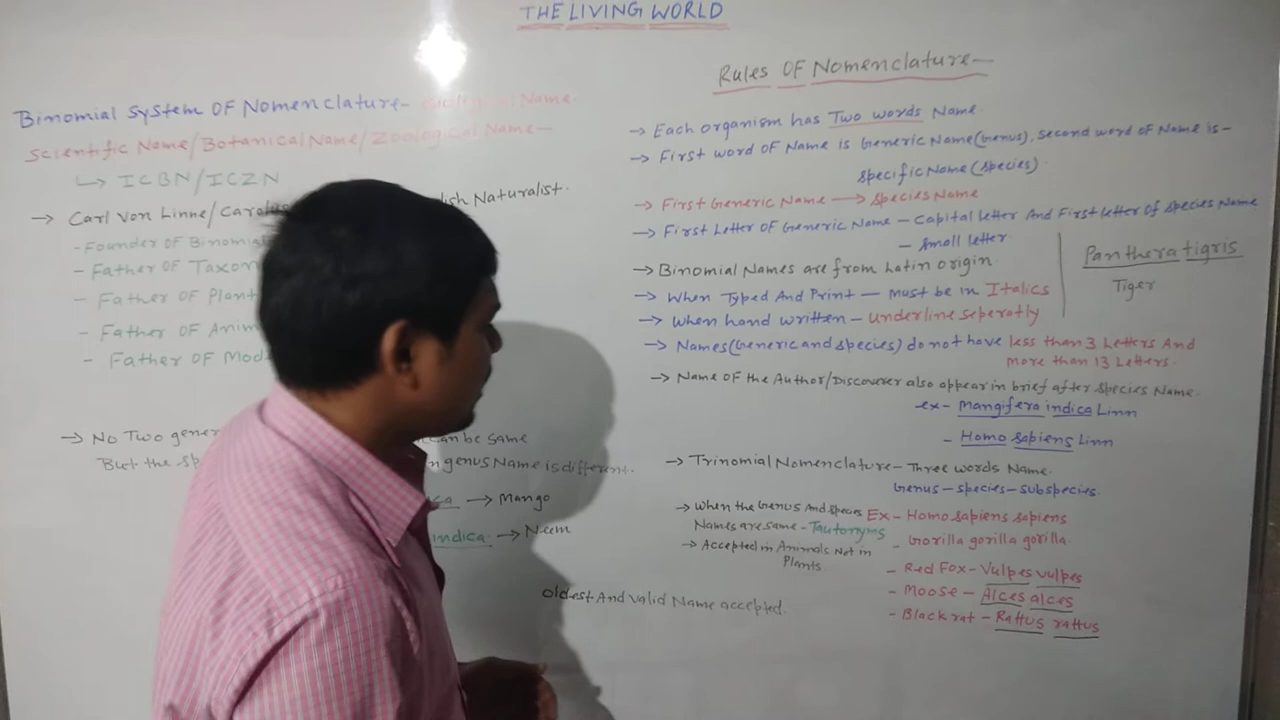 THE LIVING WORLD
Binomial System OF Nomenclature- Biological Name.
Scientific Name/Botanical Name/Zoological Name-
↳ ICBN/ICZN
→ Carl Von Linne/ Naturalist.
- Founder OF
- Father OF
- Father OF Plant
- Father OF
- Father OF
→ No Two can be same
But the genus Name is different.
→ Mango
indica → Neem
Oldest And Valid Name accepted.
Rules OF Nomenclature-
→ Each organism has Two words Name
→ First word OF Name is Generic Name(Genus), Second word OF Name is-
Specific Name (Species)
→ First Generic Name → Species Name
→ First Letter OF Generic Name - Capital letter And First letter Of Species Name
- Small letter
→ Binomial Names are from Latin origin.
→ When Typed And Print - must be in Italics
→ When hand written - Underline seperatly
Panthera tigris
Tiger
→ Names(Generic and species) do not have less than 3 Letters And
more than 13 Letters.
→ Name OF the Author/Discoverer also appear in brief after Species Name.
ex- Mangifera indica Linn
- Homo sapiens Linn
→ Trinomial Nomenclature - Three words Name.
Genus - species - subspecies.
→ When the Genus And species
Names are same - Tautonyms
→ Accepted in Animals Not in
Plants
Ex - Homo sapiens sapiens
- Gorilla gorilla gorilla.
- Red Fox - Vulpes vulpes
- Moose - Alces alces
- Black rat - Rattus rattus